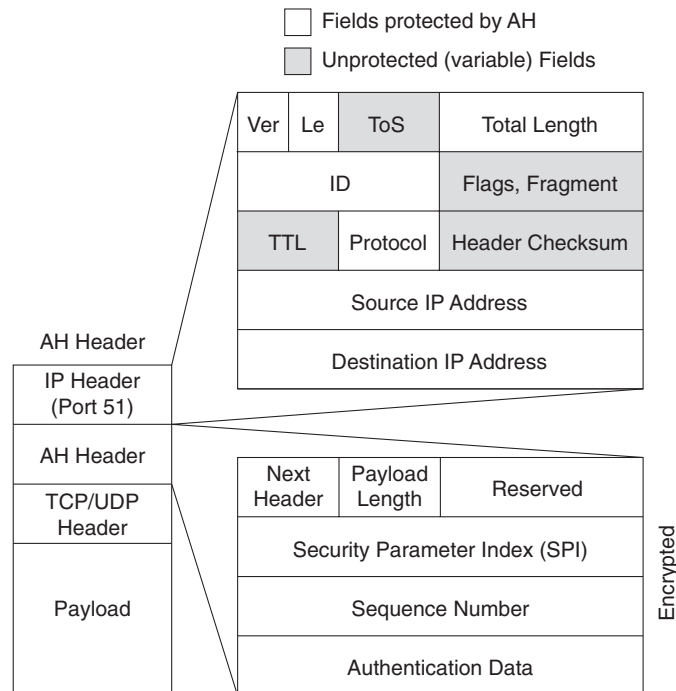 Fields protected by AH
Unprotected (variable) Fields
Ver
Le
ToS
Total Length
ID
Flags, Fragment
TTL
Protocol
Header Checksum
Source IP Address
Destination IP Address
AH Header
IP Header
(Port 51)
AH Header
TCP/UDP
Header
Payload
Next
Header
Payload
Length
Reserved
Security Parameter Index (SPI)
Sequence Number
Authentication Data
Encrypted